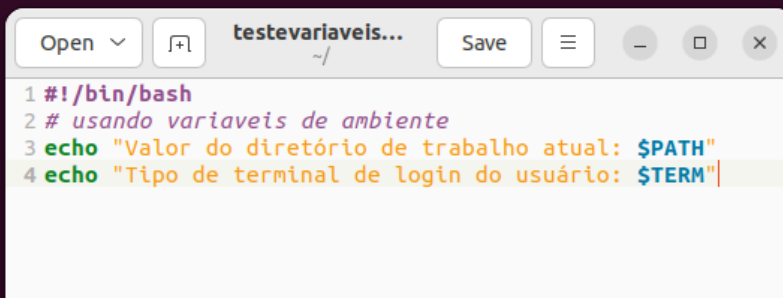 Open testevariaveis... Save
~/
1 #!/bin/bash
2 # usando variaveis de ambiente
3 echo "Valor do diretório de trabalho atual: $PATH"
4 echo "Tipo de terminal de login do usuário: $TERM"